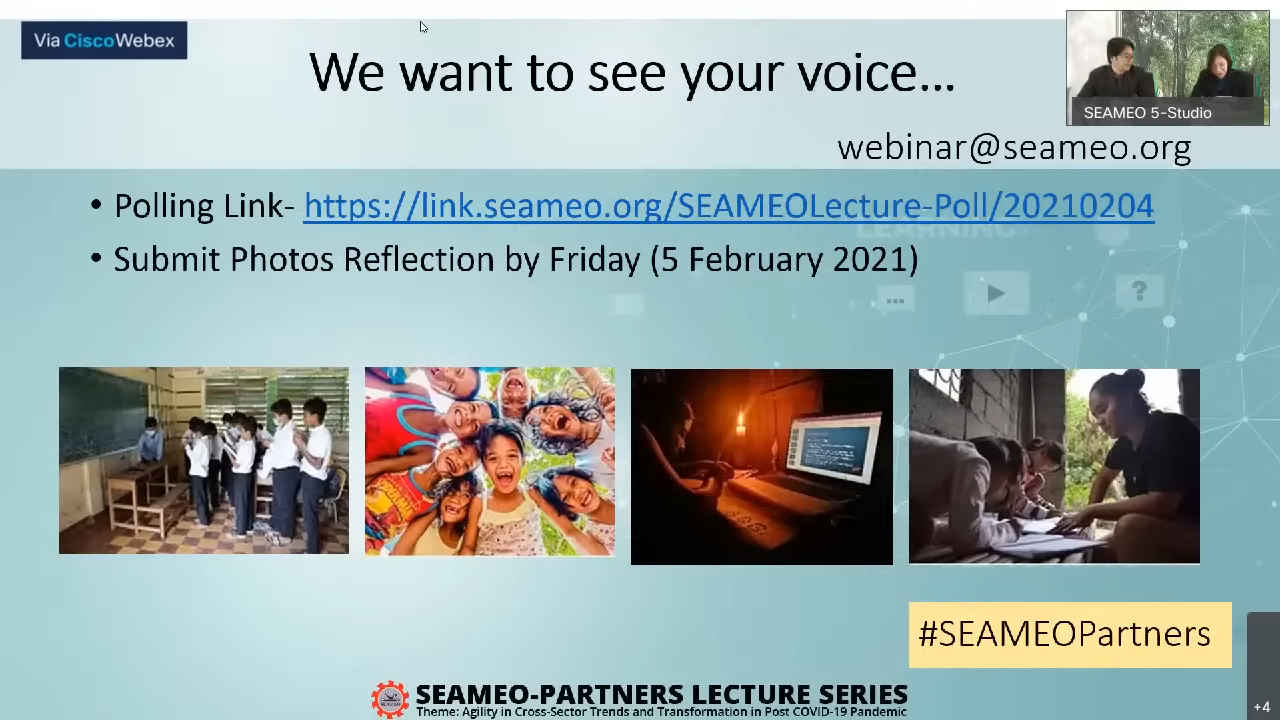 Via CiscoWebex
We want to see your voice...
SEAMEO 5-Studio
webinar@seameo.org
• Polling Link- https://link.seameo.org/SEAMEOLecture-Poll/20210204
LEARNING
• Submit Photos Reflection by Friday (5 February 2021)
...
?
#SEAMEOPartners
SEAMEO-PARTNERS LECTURE SERIES
Theme: Agility in Cross-Sector Trends and Transformation in Post COVID-19 Pandemic
+4